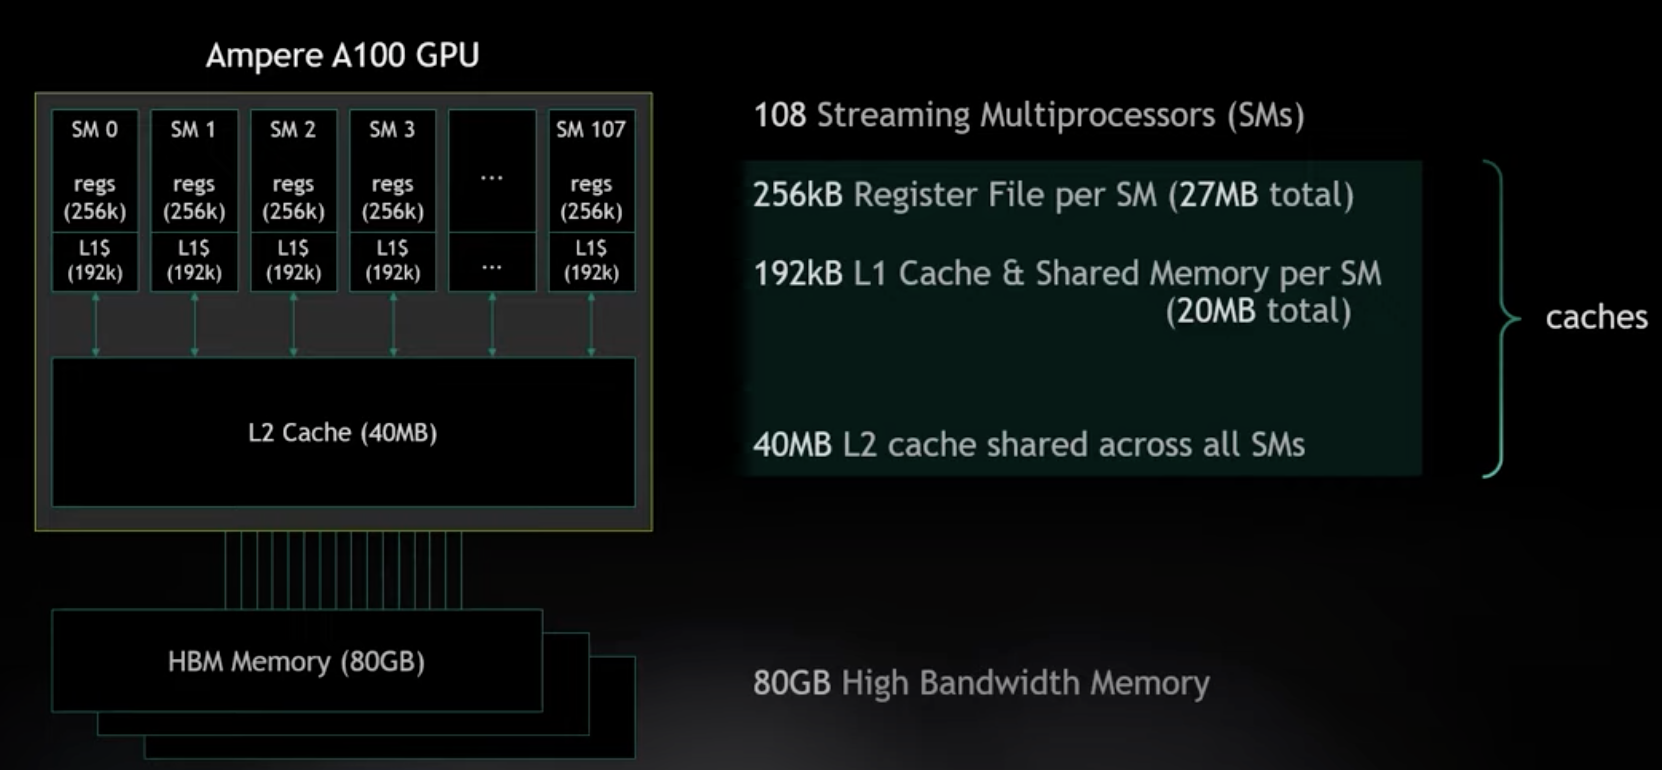 Ampere A100 GPU
SM 0
regs
(256k)
L1$
(192k)
SM 1
regs
(256k)
L1$
(192k)
SM 2
regs
(256k)
L1$
(192k)
SM 3
regs
(256k)
L1$
(192k)
...
...
SM 107
regs
(256k)
L1$
(192k)
L2 Cache (40MB)
HBM Memory (80GB)
108 Streaming Multiprocessors (SMs)
256kB Register File per SM (27MB total)
192kB L1 Cache & Shared Memory per SM
(20MB total)
40MB L2 cache shared across all SMs
caches
80GB High Bandwidth Memory